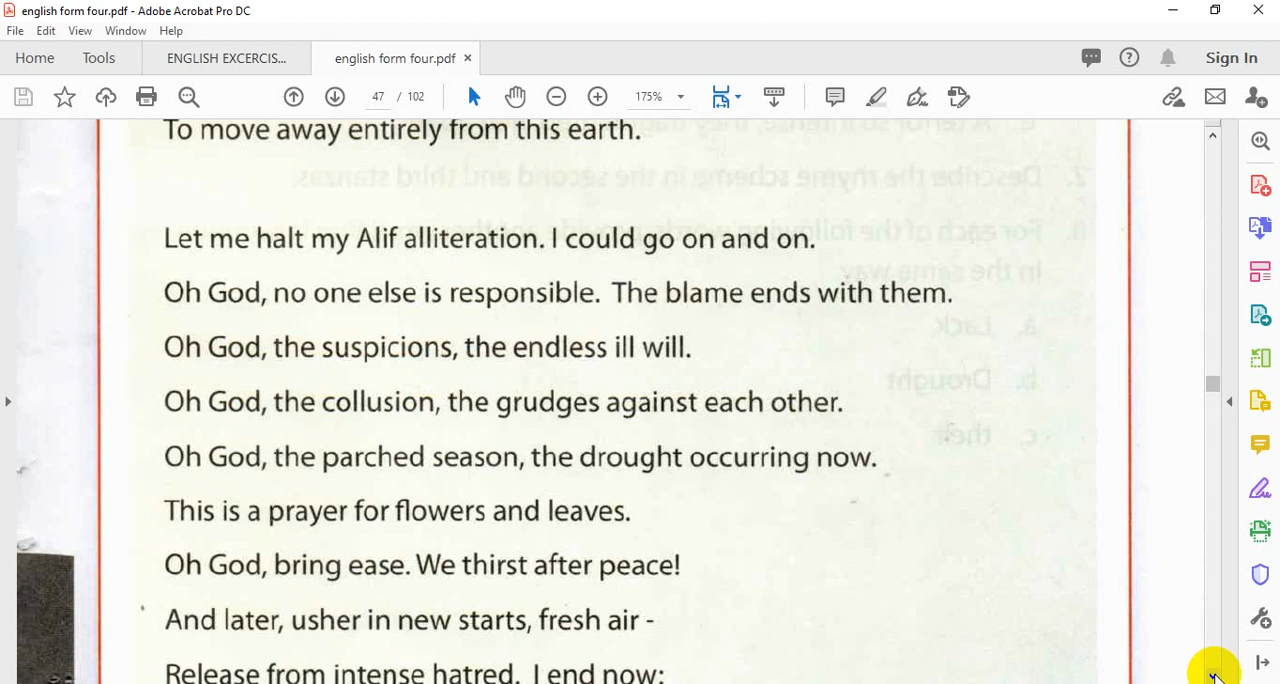 english form four.pdf - Adobe Acrobat Pro DC
File Edit View Window Help
Home Tools ENGLISH EXCERCIS... english form four.pdf × Sign In
47 / 102 175%
To move away entirely from this earth.
Let me halt my Alif alliteration. I could go on and on.
Oh God, no one else is responsible. The blame ends with them.
Oh God, the suspicions, the endless ill will.
Oh God, the collusion, the grudges against each other.
Oh God, the parched season, the drought occurring now.
This is a prayer for flowers and leaves.
Oh God, bring ease. We thirst after peace!
And later, usher in new starts, fresh air -
Release from intense hatred. I end now: